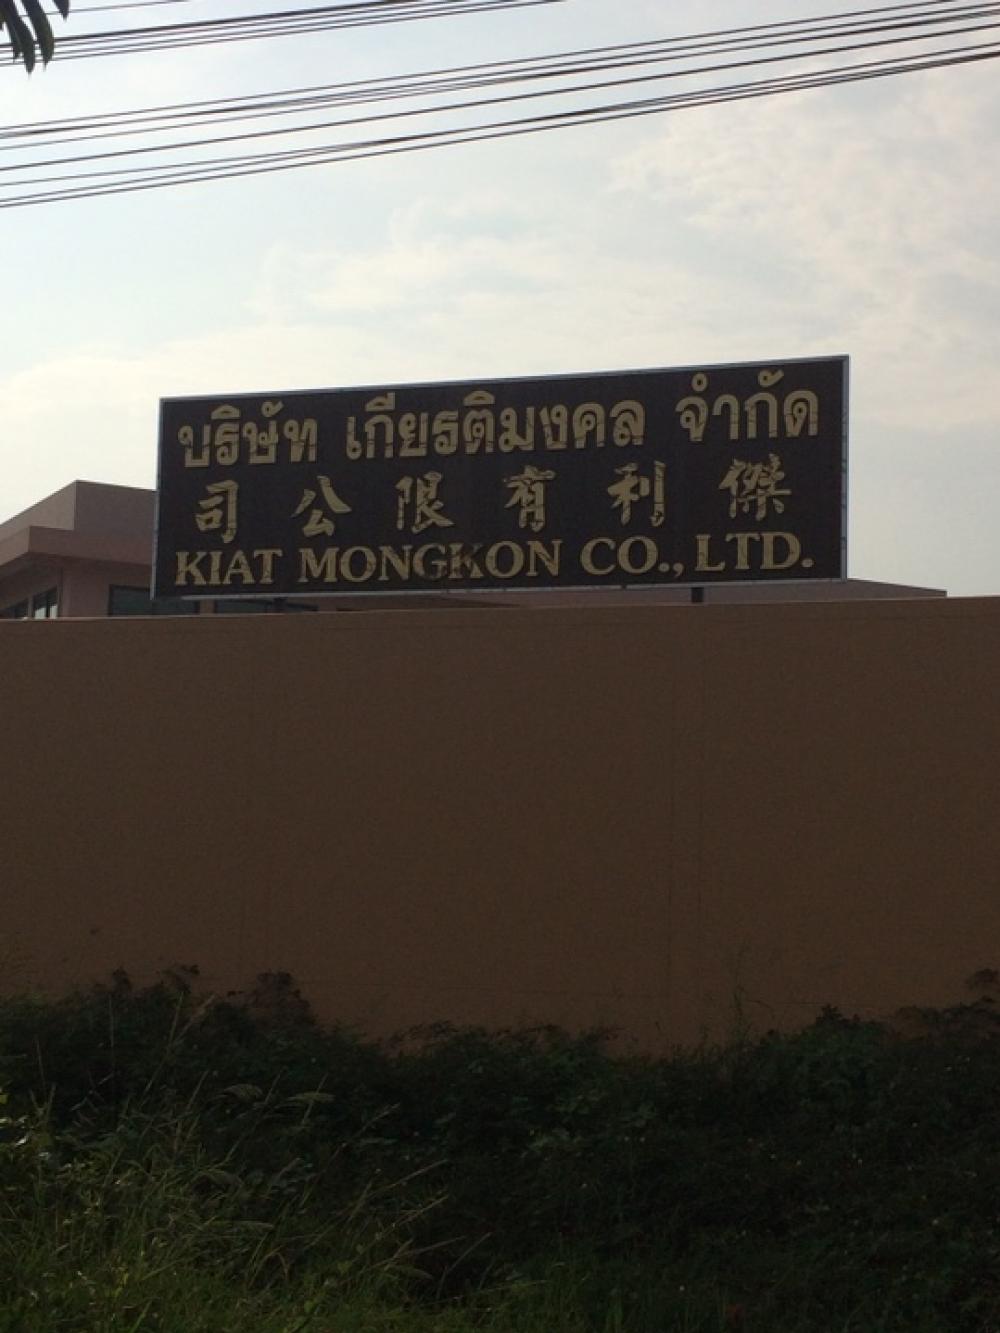 บริษัท เกียรติมงคล จำกัด
司公限有利傑
KIAT MONGKON CO., LTD.